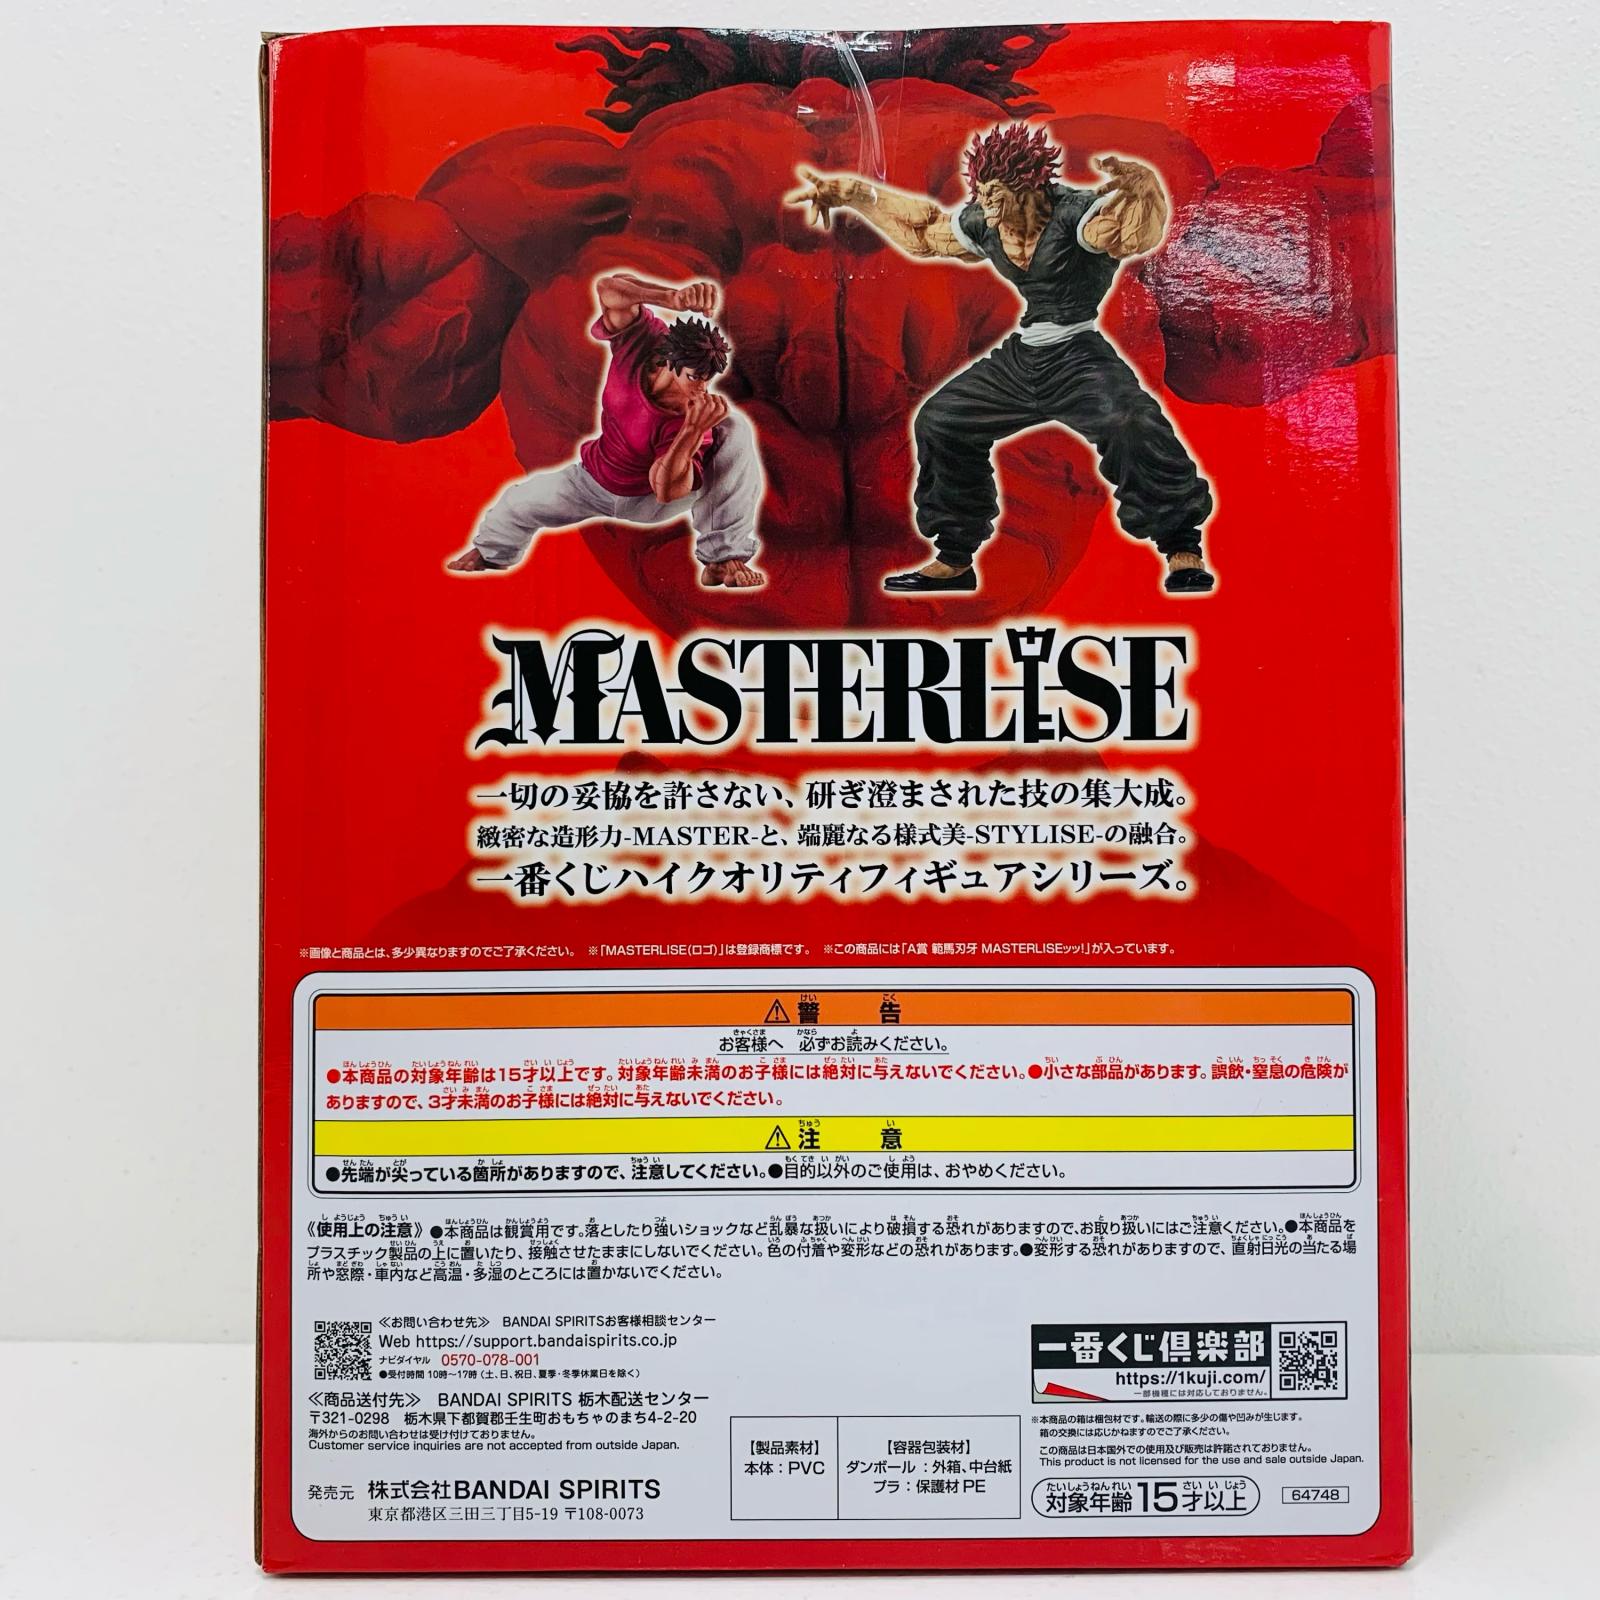 MASTERLISE
一切の妥協を許さない、研ぎ澄まされた技の集大成。
緻密な造形力-MASTER-と、端麗なる様式美-STYLISE-の融合。
一番くじハイクオリティフィギュアシリーズ。
※画像と商品とは、多少異なりますのでご了承ください。 ※「MASTERLISE(ロゴ)」は登録商標です。 ※この商品には「A賞 範馬刃牙 MASTERLISEッッ!」が入っています。
⚠警告
お客様へ 必ずお読みください。
●本商品の対象年齢は15才以上です。対象年齢未満のお子様には絶対に与えないでください。●小さな部品があります。誤飲・窒息の危険が
ありますので、3才未満のお子様には絶対に与えないでください。
⚠注意
●先端が尖っている箇所がありますので、注意してください。●目的以外のご使用は、おやめください。
《使用上の注意》●本商品は観賞用です。落としたり強いショックなど乱暴な扱いにより破損する恐れがありますので、お取り扱いにはご注意ください。●本商品を
プラスチック製品の上に置いたり、接触させたままにしないでください。色の付着や変形などの恐れがあります。●変形する恐れがありますので、直射日光の当たる場
所や窓際・車内など高温・多湿のところには置かないでください。
≪お問い合わせ先≫ BANDAI SPIRITSお客様相談センター
Web https://support.bandaispirits.co.jp
ナビダイヤル 0570-078-001
●受付時間 10時〜17時(土、日、祝日、夏季・冬季休業日を除く)
≪商品送付先≫ BANDAI SPIRITS 栃木配送センター
〒321-0298 栃木県下都賀郡壬生町おもちゃのまち4-2-20
海外からのお問い合わせは受け付けておりません。
Customer service inquiries are not accepted from outside Japan.
発売元 株式会社BANDAI SPIRITS
東京都港区三田三丁目5-19 〒108-0073
【製品素材】
本体：PVC
【容器包装材】
ダンボール：外箱、中台紙
プラ：保護材PE
一番くじ倶楽部
https://1kuji.com/
一部機種には対応しておりません。
※本商品の箱は梱包材です。輸送の際に多少の傷や凹みが生じます。
箱の交換には応じかねますのでご了承ください。
この商品は日本国外での使用及び販売は許諾されておりません。
This product is not licensed for the use and sale outside Japan.
対象年齢15才以上
64748